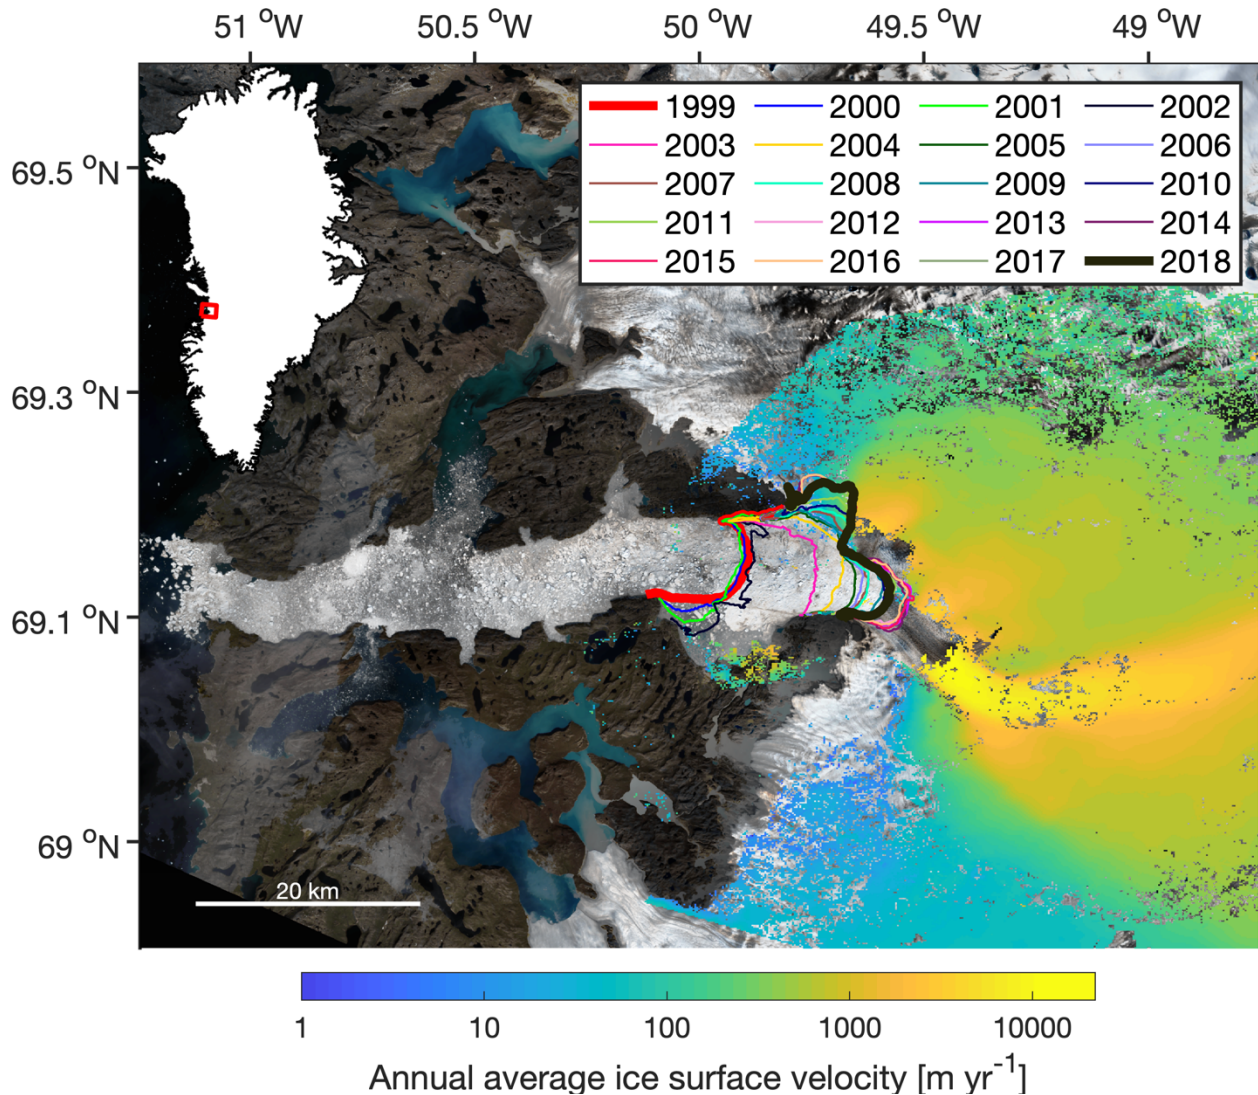 51 °W 50.5 °W 50 °W 49.5 °W 49 °W
1999 2000 2001 2002
2003 2004 2005 2006
2007 2008 2009 2010
2011 2012 2013 2014
2015 2016 2017 2018
69.5 °N
69.3 °N
69.1 °N
69 °N
20 km
1 10 100 1000 10000
Annual average ice surface velocity [m yr⁻¹]